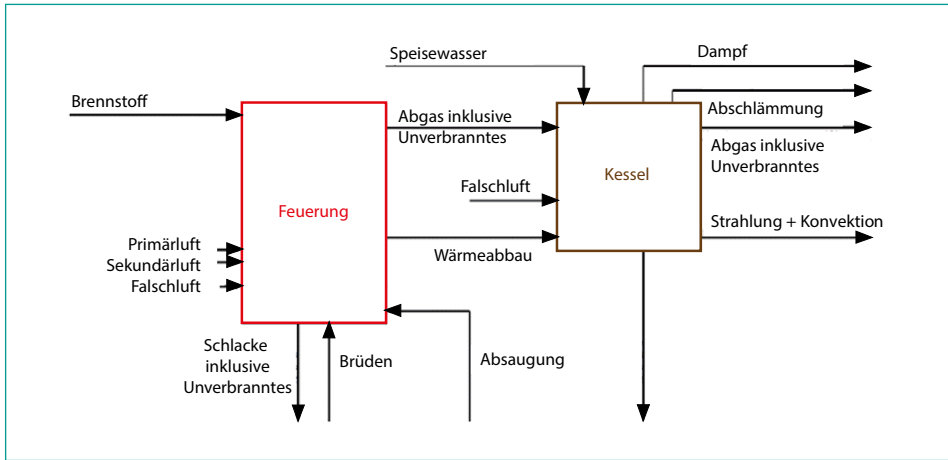 Speisewasser
Dampf
Brennstoff
Abschlämmung
Abgas inklusive
Unverbranntes
Abgas inklusive
Unverbranntes
Kessel
Falschluft
Feuerung
Strahlung + Konvektion
Primärluft
Sekundärluft
Falschluft
Wärmeabbau
Schlacke
inklusive
Unverbranntes
Brüden
Absaugung